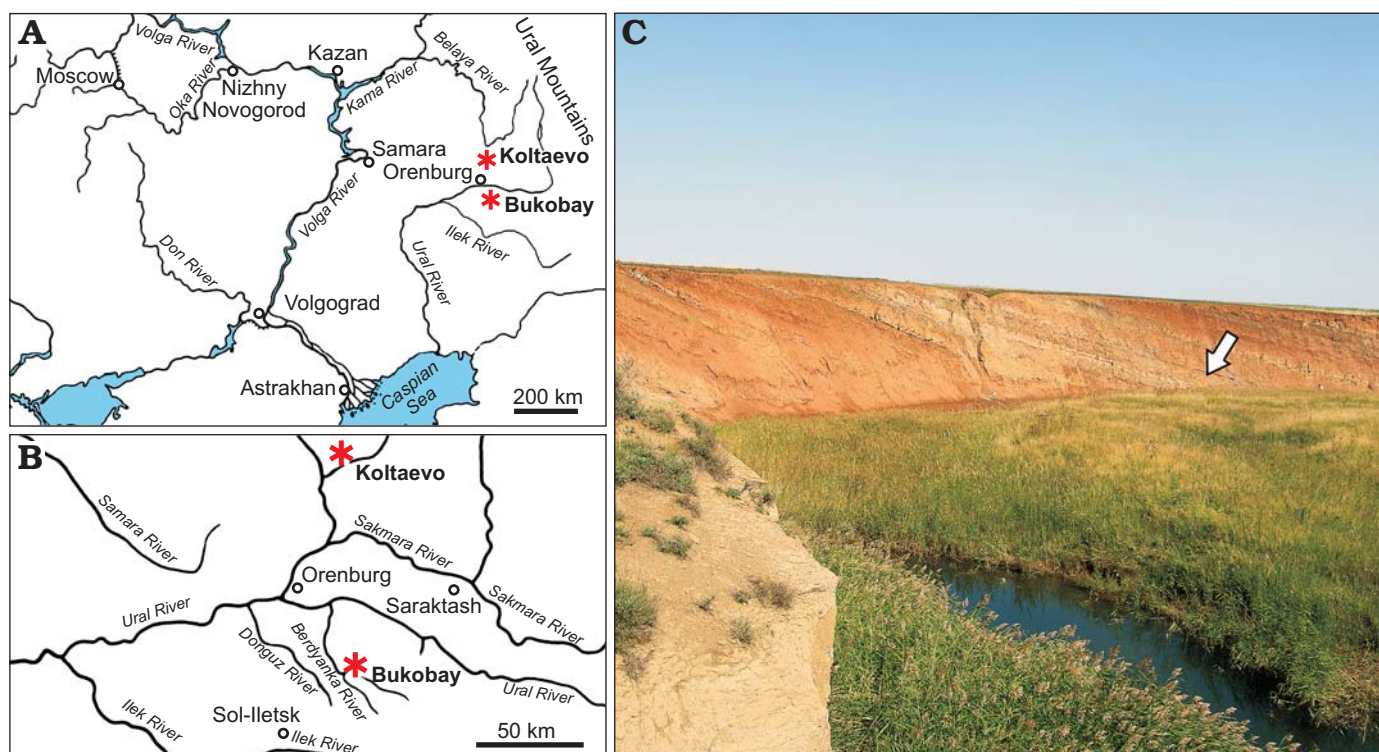 A
Volga River
Moscow
Oka River
Nizhny
Novogorod
Kazan
Kama River
Belaya River
Ural Mountains
Samara
Orenburg
Koltaevo
Bukobay
Volga River
Don River
Ilek River
Ural River
Volgograd
Astrakhan
Caspian
Sea
200 km
B
Koltaevo
Samara River
Sakmara River
Orenburg
Saraktash
Sakmara River
Ural River
Donguz River
Berdyanka River
Bukobay
Ural River
Sol-Iletsk
Ilek River
Ilek River
50 km
C